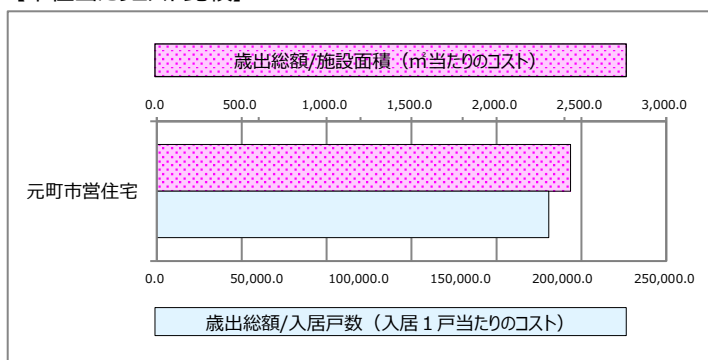 歳出総額/施設面積（㎡当たりのコスト）
0.0 500.0 1,000.0 1,500.0 2,000.0 2,500.0 3,000.0
元町市営住宅
0.0 50,000.0 100,000.0 150,000.0 200,000.0 250,000.0
歳出総額/入居戸数（入居１戸当たりのコスト）